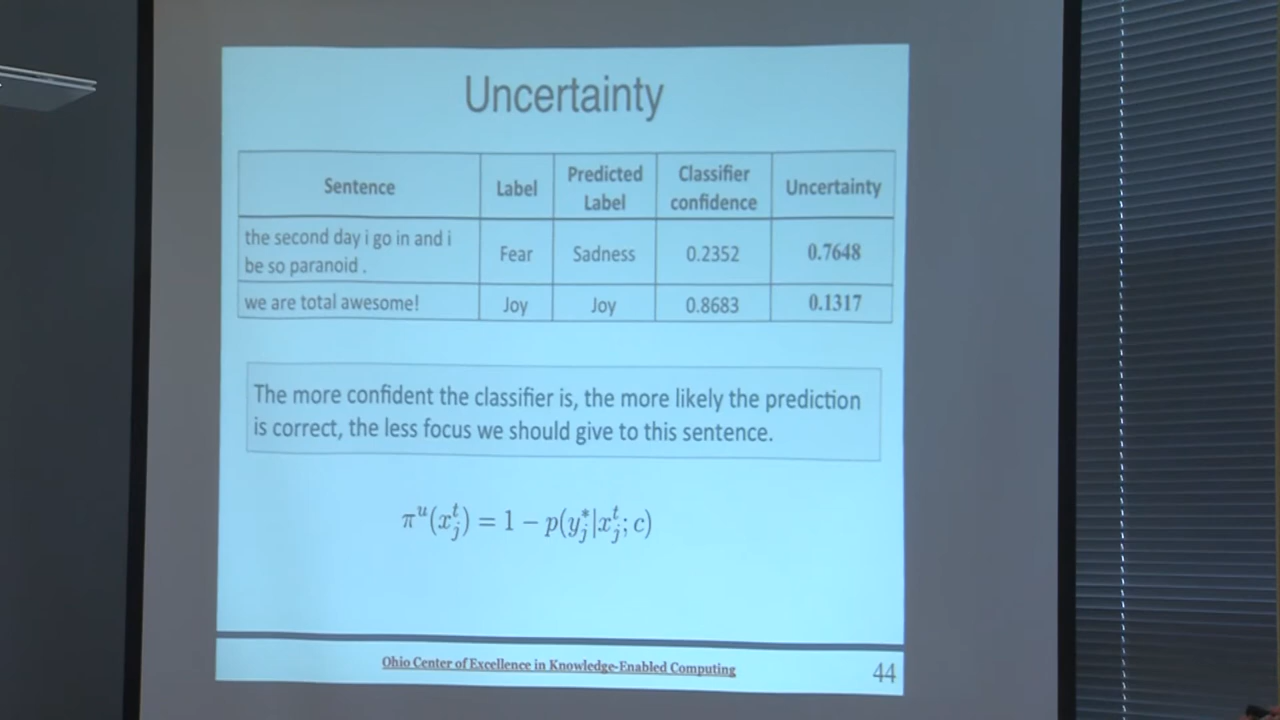 Uncertainty
Sentence Label Predicted Label Classifier confidence Uncertainty
the second day i go in and i be so paranoid . Fear Sadness 0.2352 0.7648
we are total awesome! Joy Joy 0.8683 0.1317
The more confident the classifier is, the more likely the prediction
is correct, the less focus we should give to this sentence.
π^u(x_j^t) = 1 − p(y_j^*|x_j^t; c)
Ohio Center of Excellence in Knowledge-Enabled Computing
44